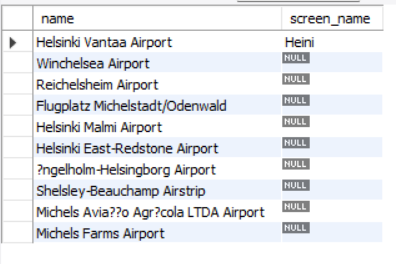 name screen_name
Helsinki Vantaa Airport Heini
Winchelsea Airport NULL
Reichelsheim Airport NULL
Flugplatz Michelstadt/Odenwald NULL
Helsinki Malmi Airport NULL
Helsinki East-Redstone Airport NULL
?ngelholm-Helsingborg Airport NULL
Shelsley-Beauchamp Airstrip NULL
Michels Avia??o Agr?cola LTDA Airport NULL
Michels Farms Airport NULL